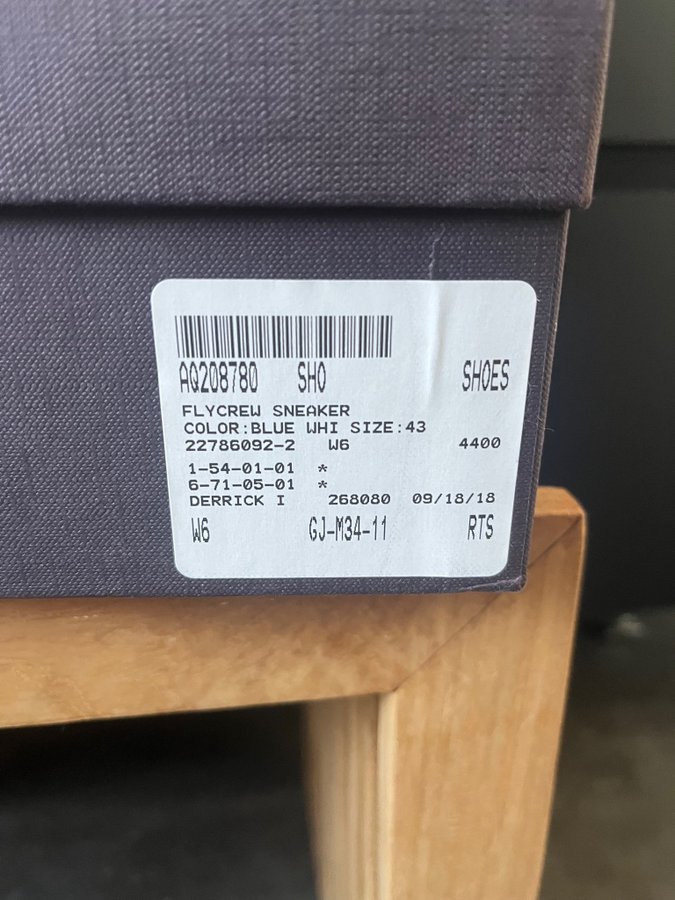 AQ208780 SHO SHOES
FLYCREW SNEAKER
COLOR:BLUE WHI SIZE:43
22786092-2 W6 4400
1-54-01-01 *
6-71-05-01 *
DERRICK I 268080 09/18/18
W6 GJ-M34-11 RTS